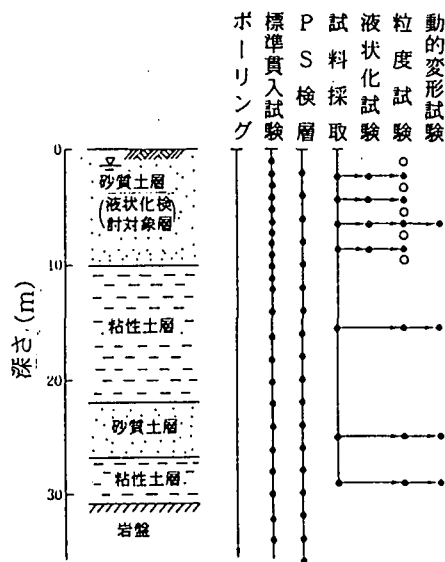 ボーリング
標準貫入試験
PS検層
試料採取
液状化試験
粒度試験
動的変形試験
0
砂質土層
(液状化検
討対象層)
10
粘性土層
深さ(m)
20
砂質土層
粘性土層
30
岩盤